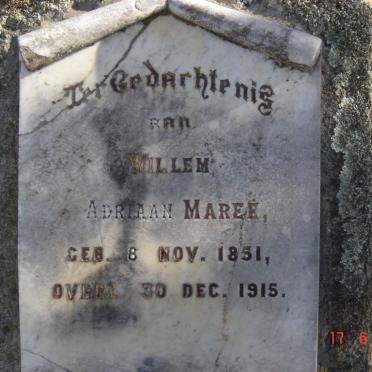 Ter Gedachtenis
van
WILLEM
ADRIAAN MAREÉ,
GEB. 8 NOV. 1851,
OVERL. 30 DEC. 1915.
17 6